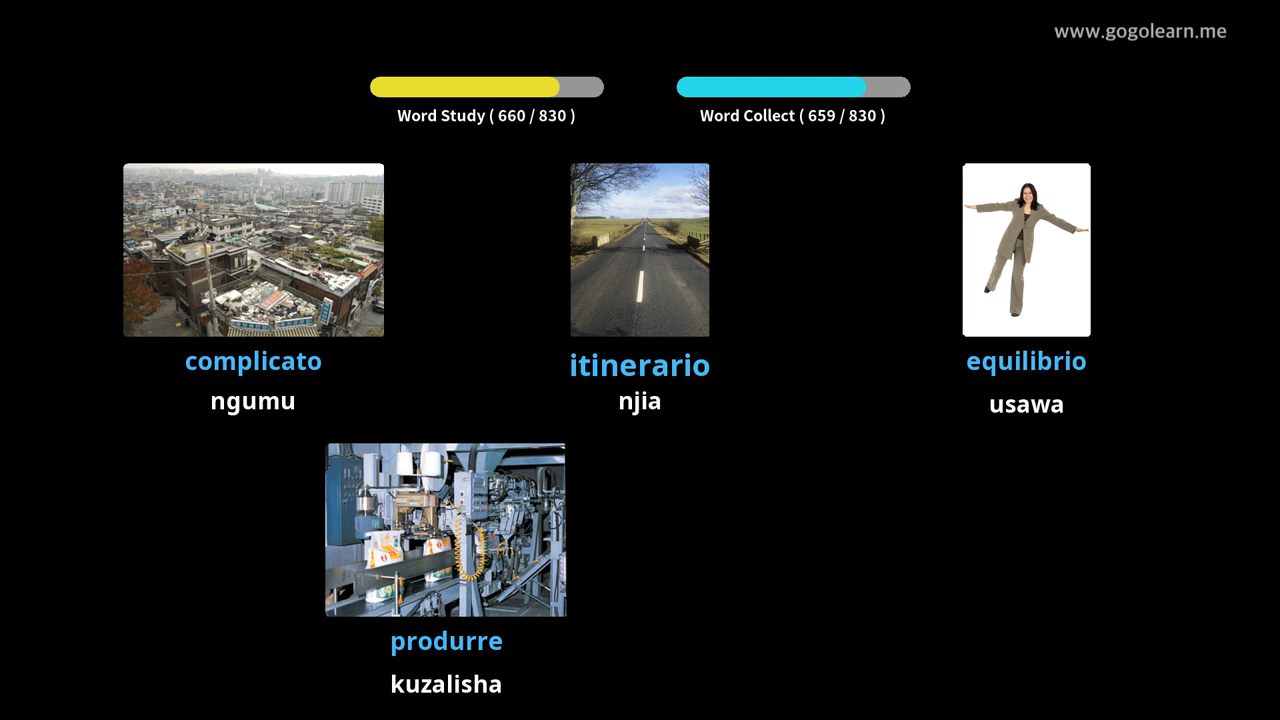 www.gogolearn.me
Word Study ( 660 / 830 )
Word Collect ( 659 / 830 )
complicato
ngumu
itinerario
njia
equilibrio
usawa
produrre
kuzalisha